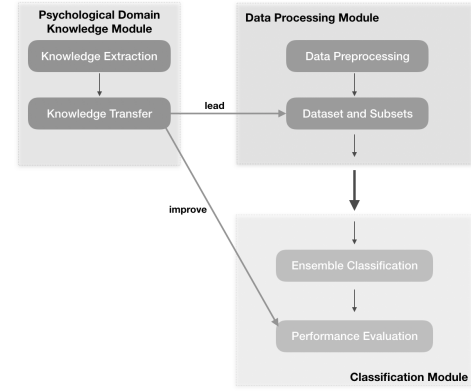 Psychological Domain
Knowledge Module
Knowledge Extraction
Knowledge Transfer
lead
improve
Data Processing Module
Data Preprocessing
Dataset and Subsets
Ensemble Classification
Performance Evaluation
Classification Module